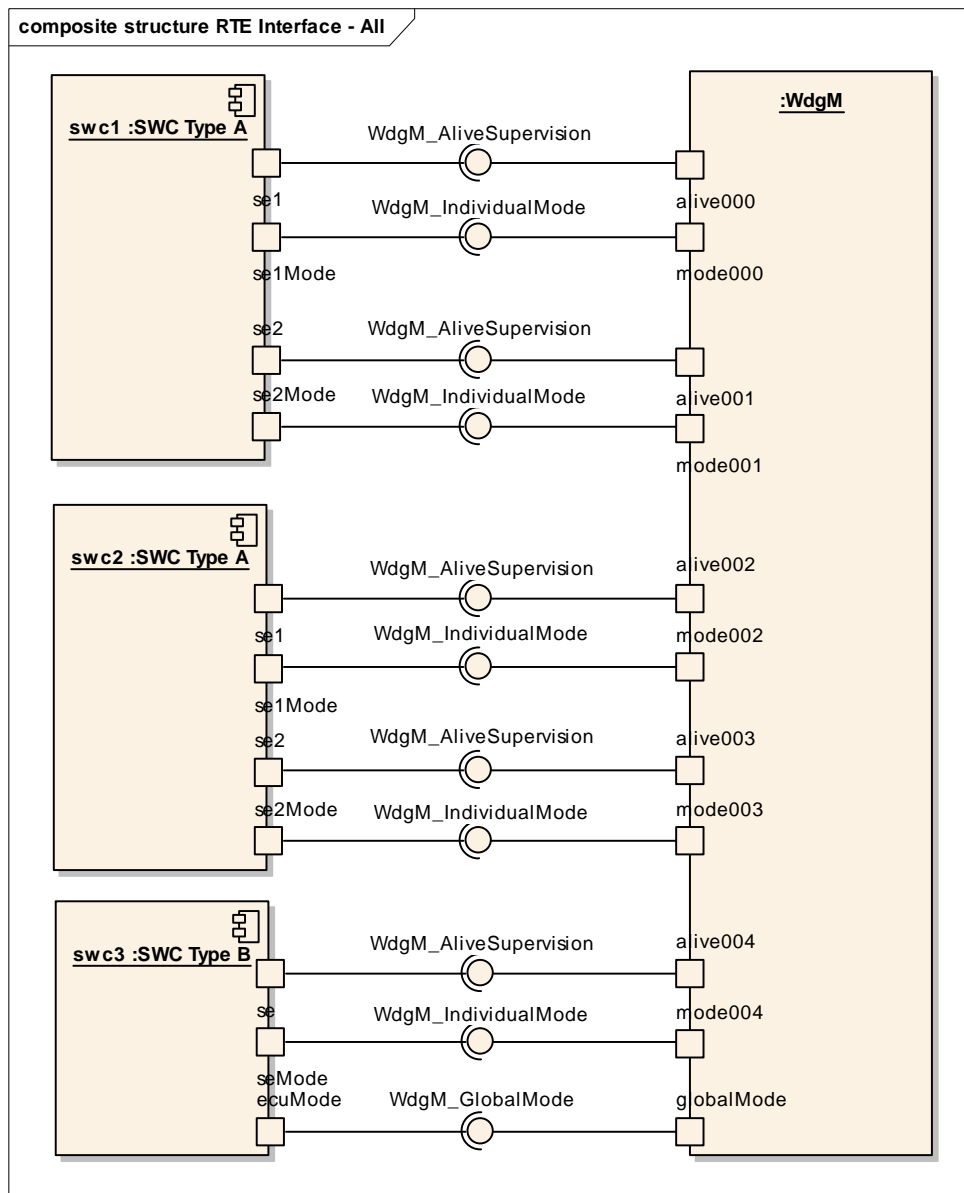 composite structure RTE Interface - All
swc1 :SWC Type A
:WdgM
WdgM_AliveSupervision
se1
alive000
WdgM_IndividualMode
se1Mode
mode000
se2
WdgM_AliveSupervision
se2Mode
WdgM_IndividualMode
alive001
mode001
swc2 :SWC Type A
WdgM_AliveSupervision
alive002
se1
WdgM_IndividualMode
mode002
se1Mode
se2
WdgM_AliveSupervision
alive003
se2Mode
WdgM_IndividualMode
mode003
swc3 :SWC Type B
WdgM_AliveSupervision
alive004
se
WdgM_IndividualMode
mode004
seMode
ecuMode
WdgM_GlobalMode
globalMode